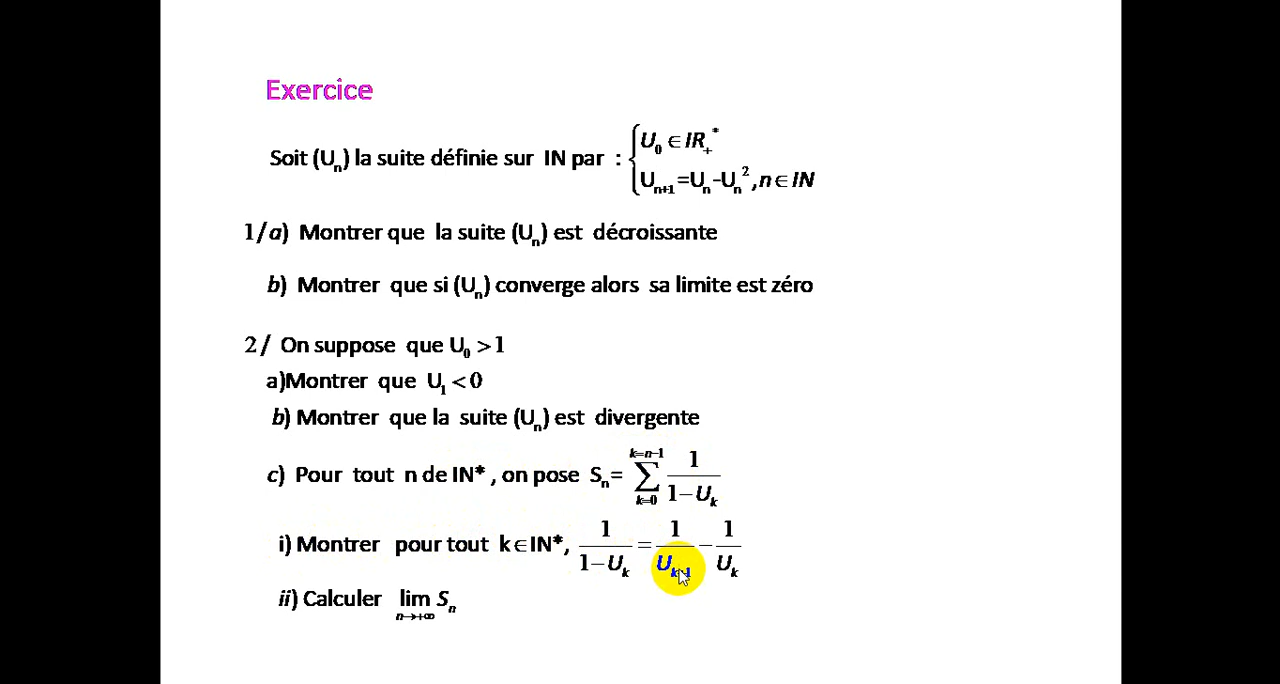 Exercice
Soit (Uₙ) la suite définie sur IN par : { U₀ ∈ IR₊*
Uₙ₊₁=Uₙ-Uₙ², n ∈ IN
1/a) Montrer que la suite (Uₙ) est décroissante
b) Montrer que si (Uₙ) converge alors sa limite est zéro
2/ On suppose que U₀ >1
a)Montrer que U₁ <0
b) Montrer que la suite (Uₙ) est divergente
c) Pour tout n de IN* , on pose Sₙ= ∑_{k=0}^{k=n-1} 1/(1-Uₖ)
i) Montrer pour tout k∈IN*, 1/(1-Uₖ) = 1/Uₖ₊₁ - 1/Uₖ
ii) Calculer lim_{n→+∞} Sₙ